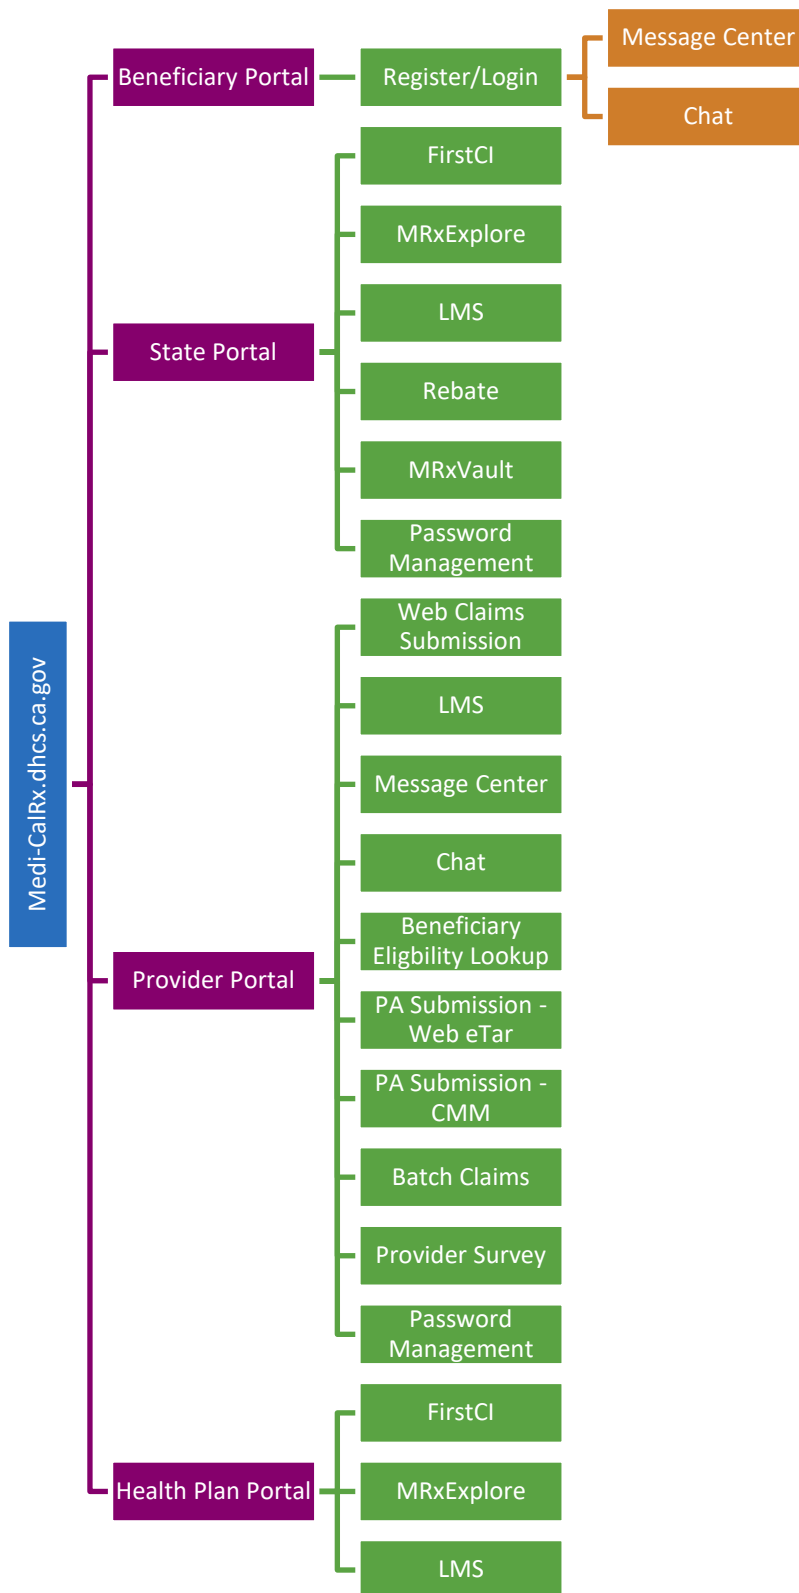 Message Center
Beneficiary Portal
Register/Login
Chat
FirstCI
MRxExplore
LMS
State Portal
Rebate
MRxVault
Password
Management
Web Claims
Submission
Medi-CalRx.dhcs.ca.gov
LMS
Message Center
Chat
Beneficiary
Eligbility Lookup
Provider Portal
PA Submission -
Web eTar
PA Submission -
CMM
Batch Claims
Provider Survey
Password
Management
FirstCI
Health Plan Portal
MRxExplore
LMS